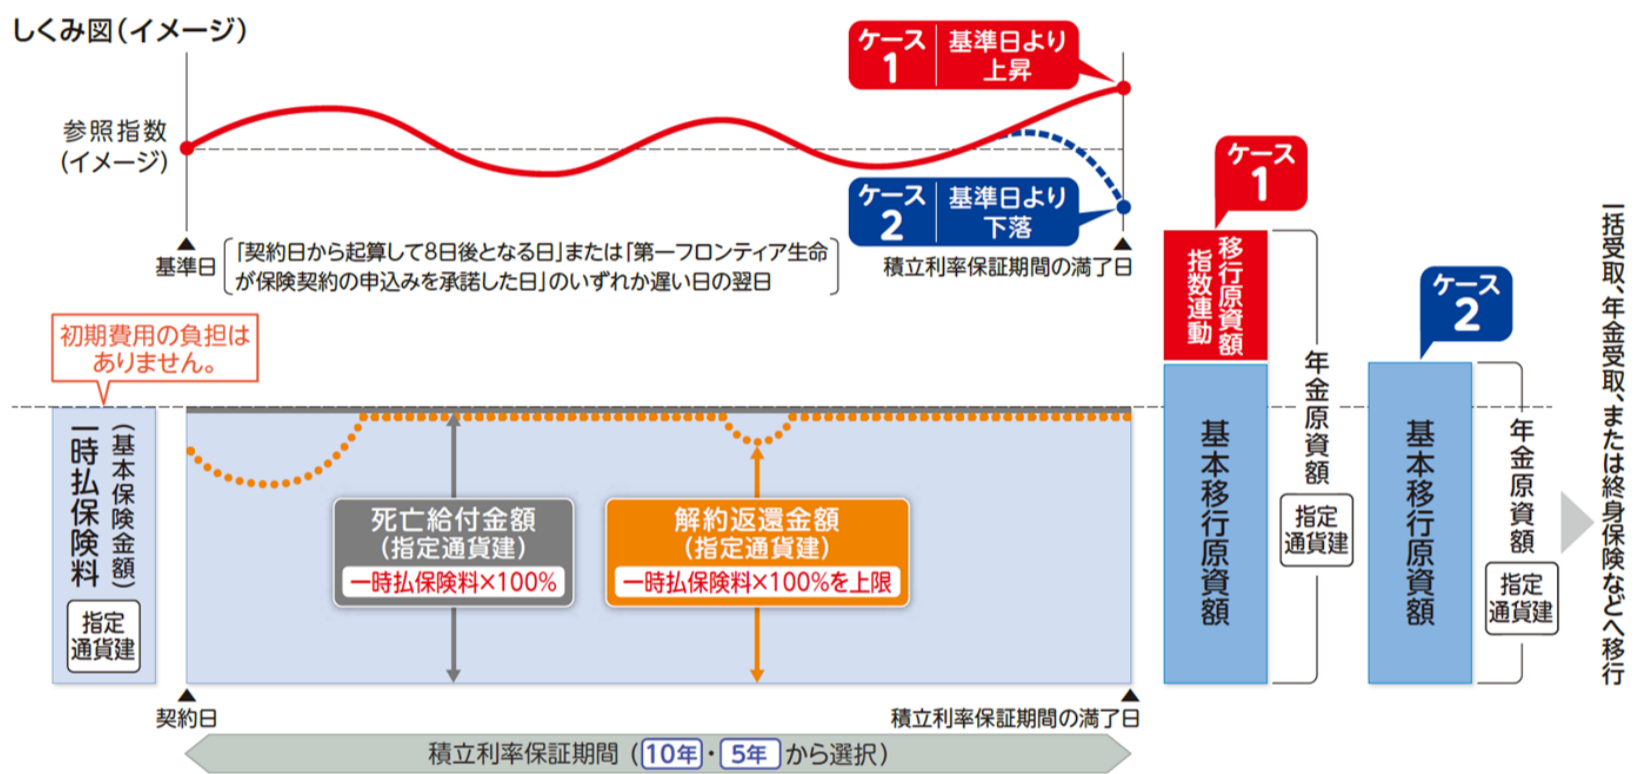 しくみ図(イメージ)
ケース
1
基準日より
上昇
参照指数
(イメージ)
ケース
2
基準日より
下落
基準日
「契約日から起算して8日後となる日」または「第一フロンティア生命
が保険契約の申込みを承諾した日」のいずれか遅い日の翌日
積立利率保証期間の満了日
初期費用の負担は
ありません。
一時払保険料
(基本保険金額)
指定
通貨建
死亡給付金額
(指定通貨建)
一時払保険料×100%
解約返還金額
(指定通貨建)
一時払保険料×100%を上限
契約日
積立利率保証期間の満了日
積立利率保証期間(10年・5年から選択)
ケース
1
指数連動
移行原資額
基本移行原資額
年金原資額
指定
通貨建
ケース
2
基本移行原資額
年金原資額
指定
通貨建
一括受取、年金受取、または終身保険などへ移行